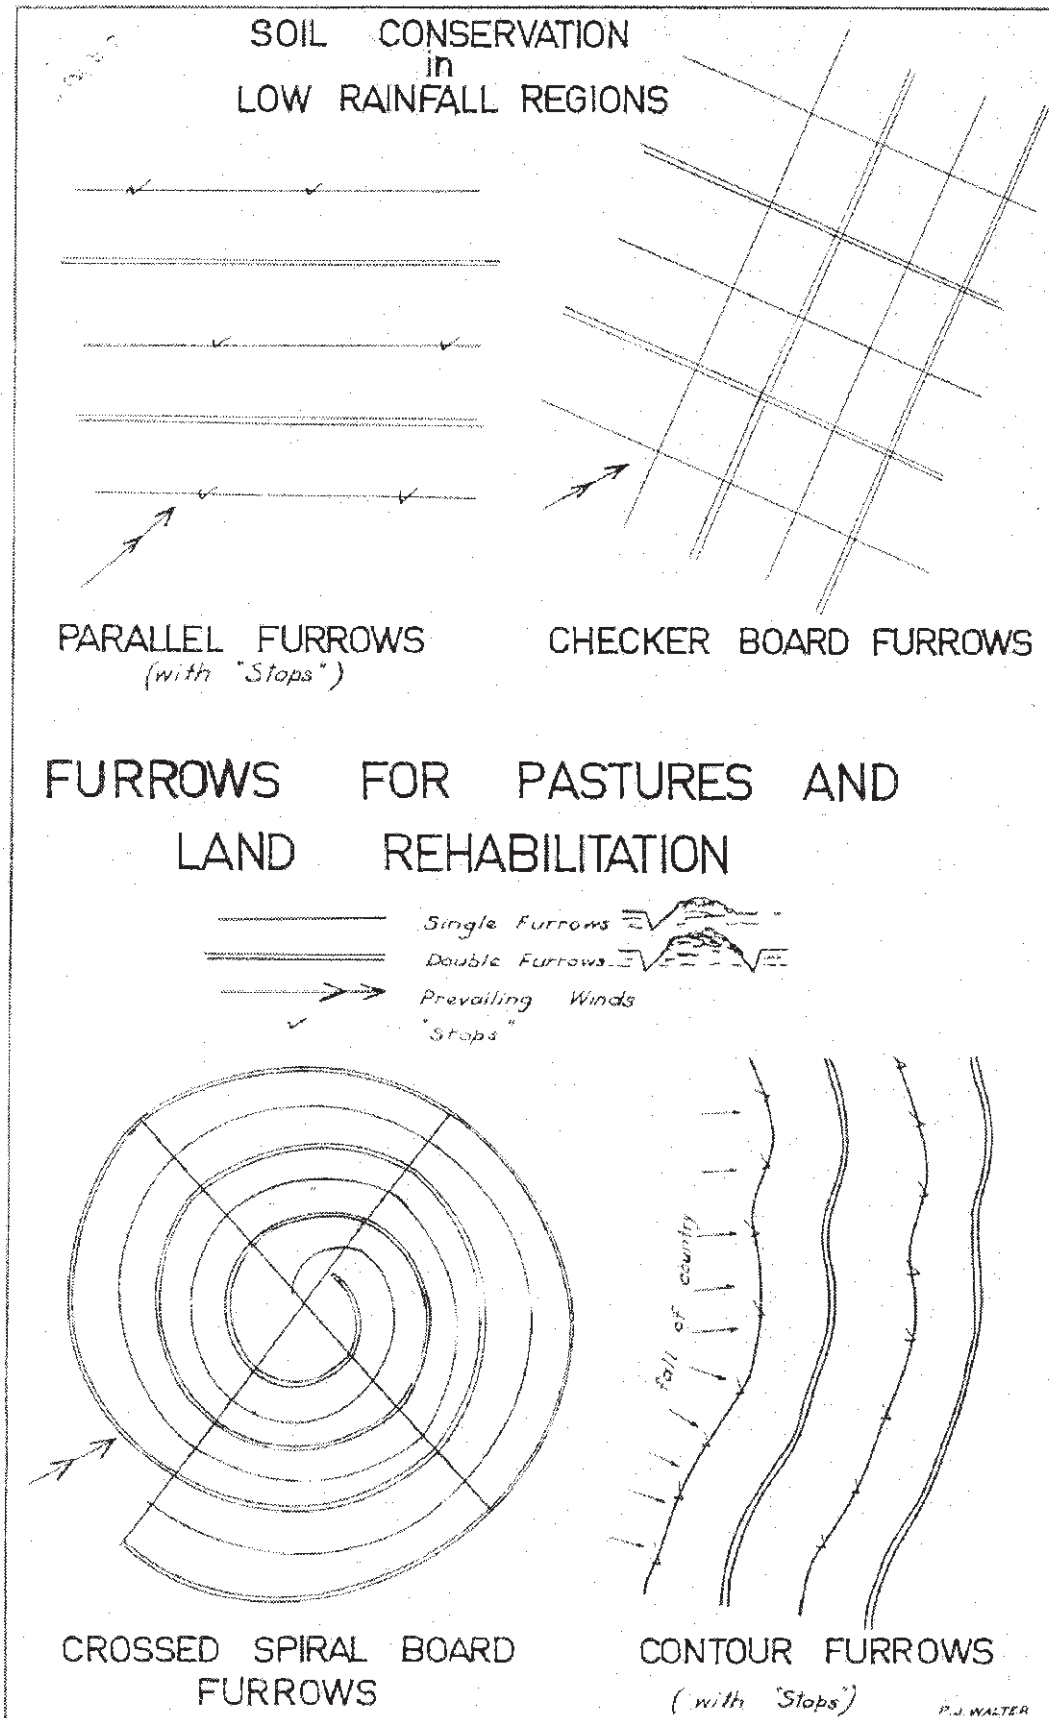 SOIL CONSERVATION
in
LOW RAINFALL REGIONS
PARALLEL FURROWS
(with "Stops")
CHECKER BOARD FURROWS
FURROWS FOR PASTURES AND
LAND REHABILITATION
Single Furrows
Double Furrows
Prevailing Winds
"Stops"
fall of country
CROSSED SPIRAL BOARD
FURROWS
CONTOUR FURROWS
(with "Stops")
P.J. WALTER